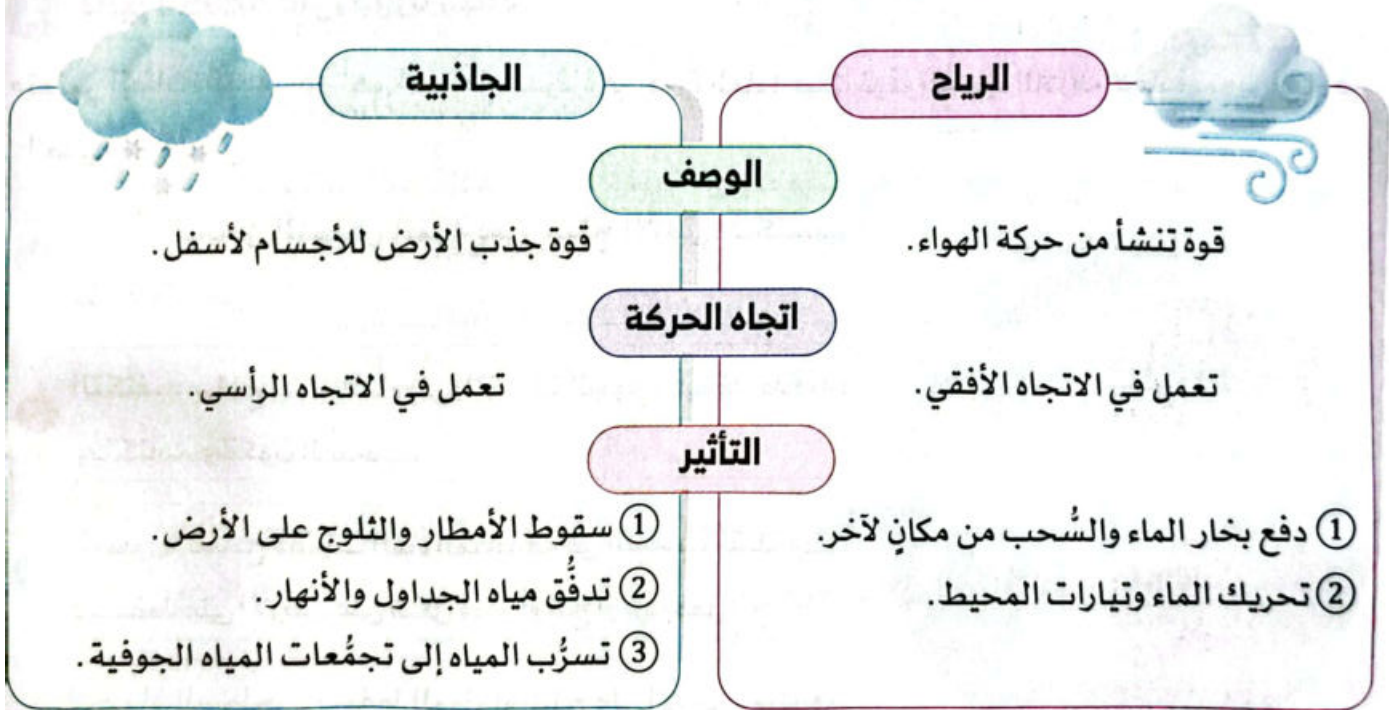 الرياح
الجاذبية
الوصف
قوة تنشأ من حركة الهواء.
قوة جذب الأرض للأجسام لأسفل.
اتجاه الحركة
تعمل في الاتجاه الأفقي.
تعمل في الاتجاه الرأسي.
التأثير
① دفع بخار الماء والسُّحب من مكانٍ لآخر.
② تحريك الماء وتيارات المحيط.
① سقوط الأمطار والثلوج على الأرض.
② تدفُّق مياه الجداول والأنهار.
③ تسرُّب المياه إلى تجمُّعات المياه الجوفية.